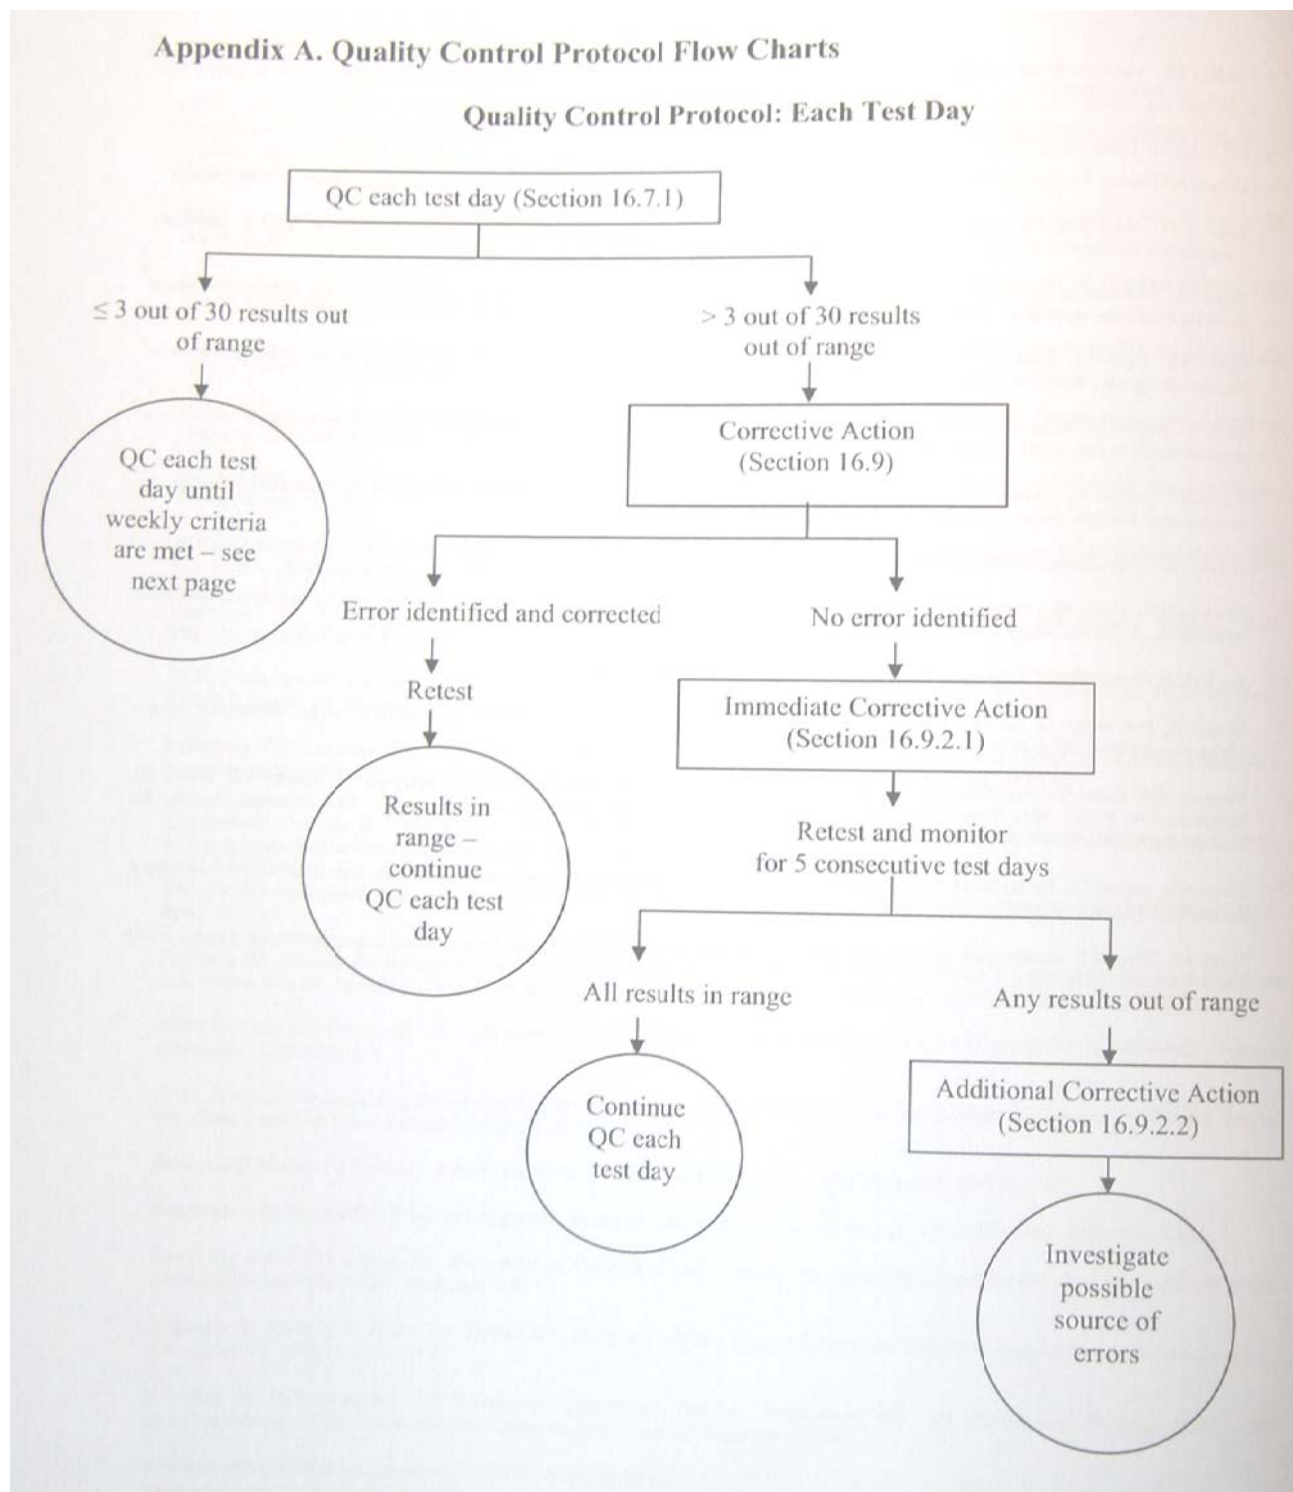 Appendix A. Quality Control Protocol Flow Charts
Quality Control Protocol: Each Test Day
QC each test day (Section 16.7.1)
≤ 3 out of 30 results out
of range
> 3 out of 30 results
out of range
QC each test
day until
weekly criteria
are met – see
next page
Corrective Action
(Section 16.9)
Error identified and corrected
No error identified
Retest
Immediate Corrective Action
(Section 16.9.2.1)
Results in
range –
continue
QC each test
day
Retest and monitor
for 5 consecutive test days
All results in range
Any results out of range
Continue
QC each
test day
Additional Corrective Action
(Section 16.9.2.2)
Investigate
possible
source of
errors